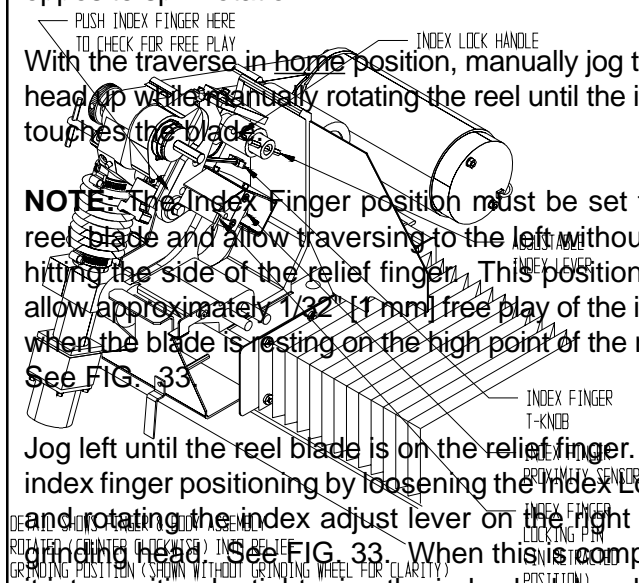 PUSH INDEX FINGER HERE
TO CHECK FOR FREE PLAY
INDEX LOCK HANDLE
With the traverse in home position, manually jog
head up while manually rotating the reel until the
touches the blade.
NOTE: The Index Finger position must be set
reel blade and allow traversing to the left
hitting the side of the relief finger. This position
allow approximately 1/32" [1 mm] free play of the
when the blade is resting on the high point of the
See FIG. 33.
ADJUSTABLE
INDEX LEVER
INDEX FINGER
T-KNOB
Jog left until the reel blade is on the relief finger.
INDEX FINGER
index finger positioning by loosening the Index
PROXIMITY SENSOR
and rotating the index adjust lever on the right
INDEX FINGER
LOCKING PIN
grinding head. See FIG. 33. When this is
DETAIL SHOWS FINGER & BODY ASSEMBLY
ROTATED (COUNTER CLOCKWISE) INTO RELIEF
GRINDING POSITION (SHOWN WITHOUT GRINDING WHEEL FOR CLARITY)
POSITION)